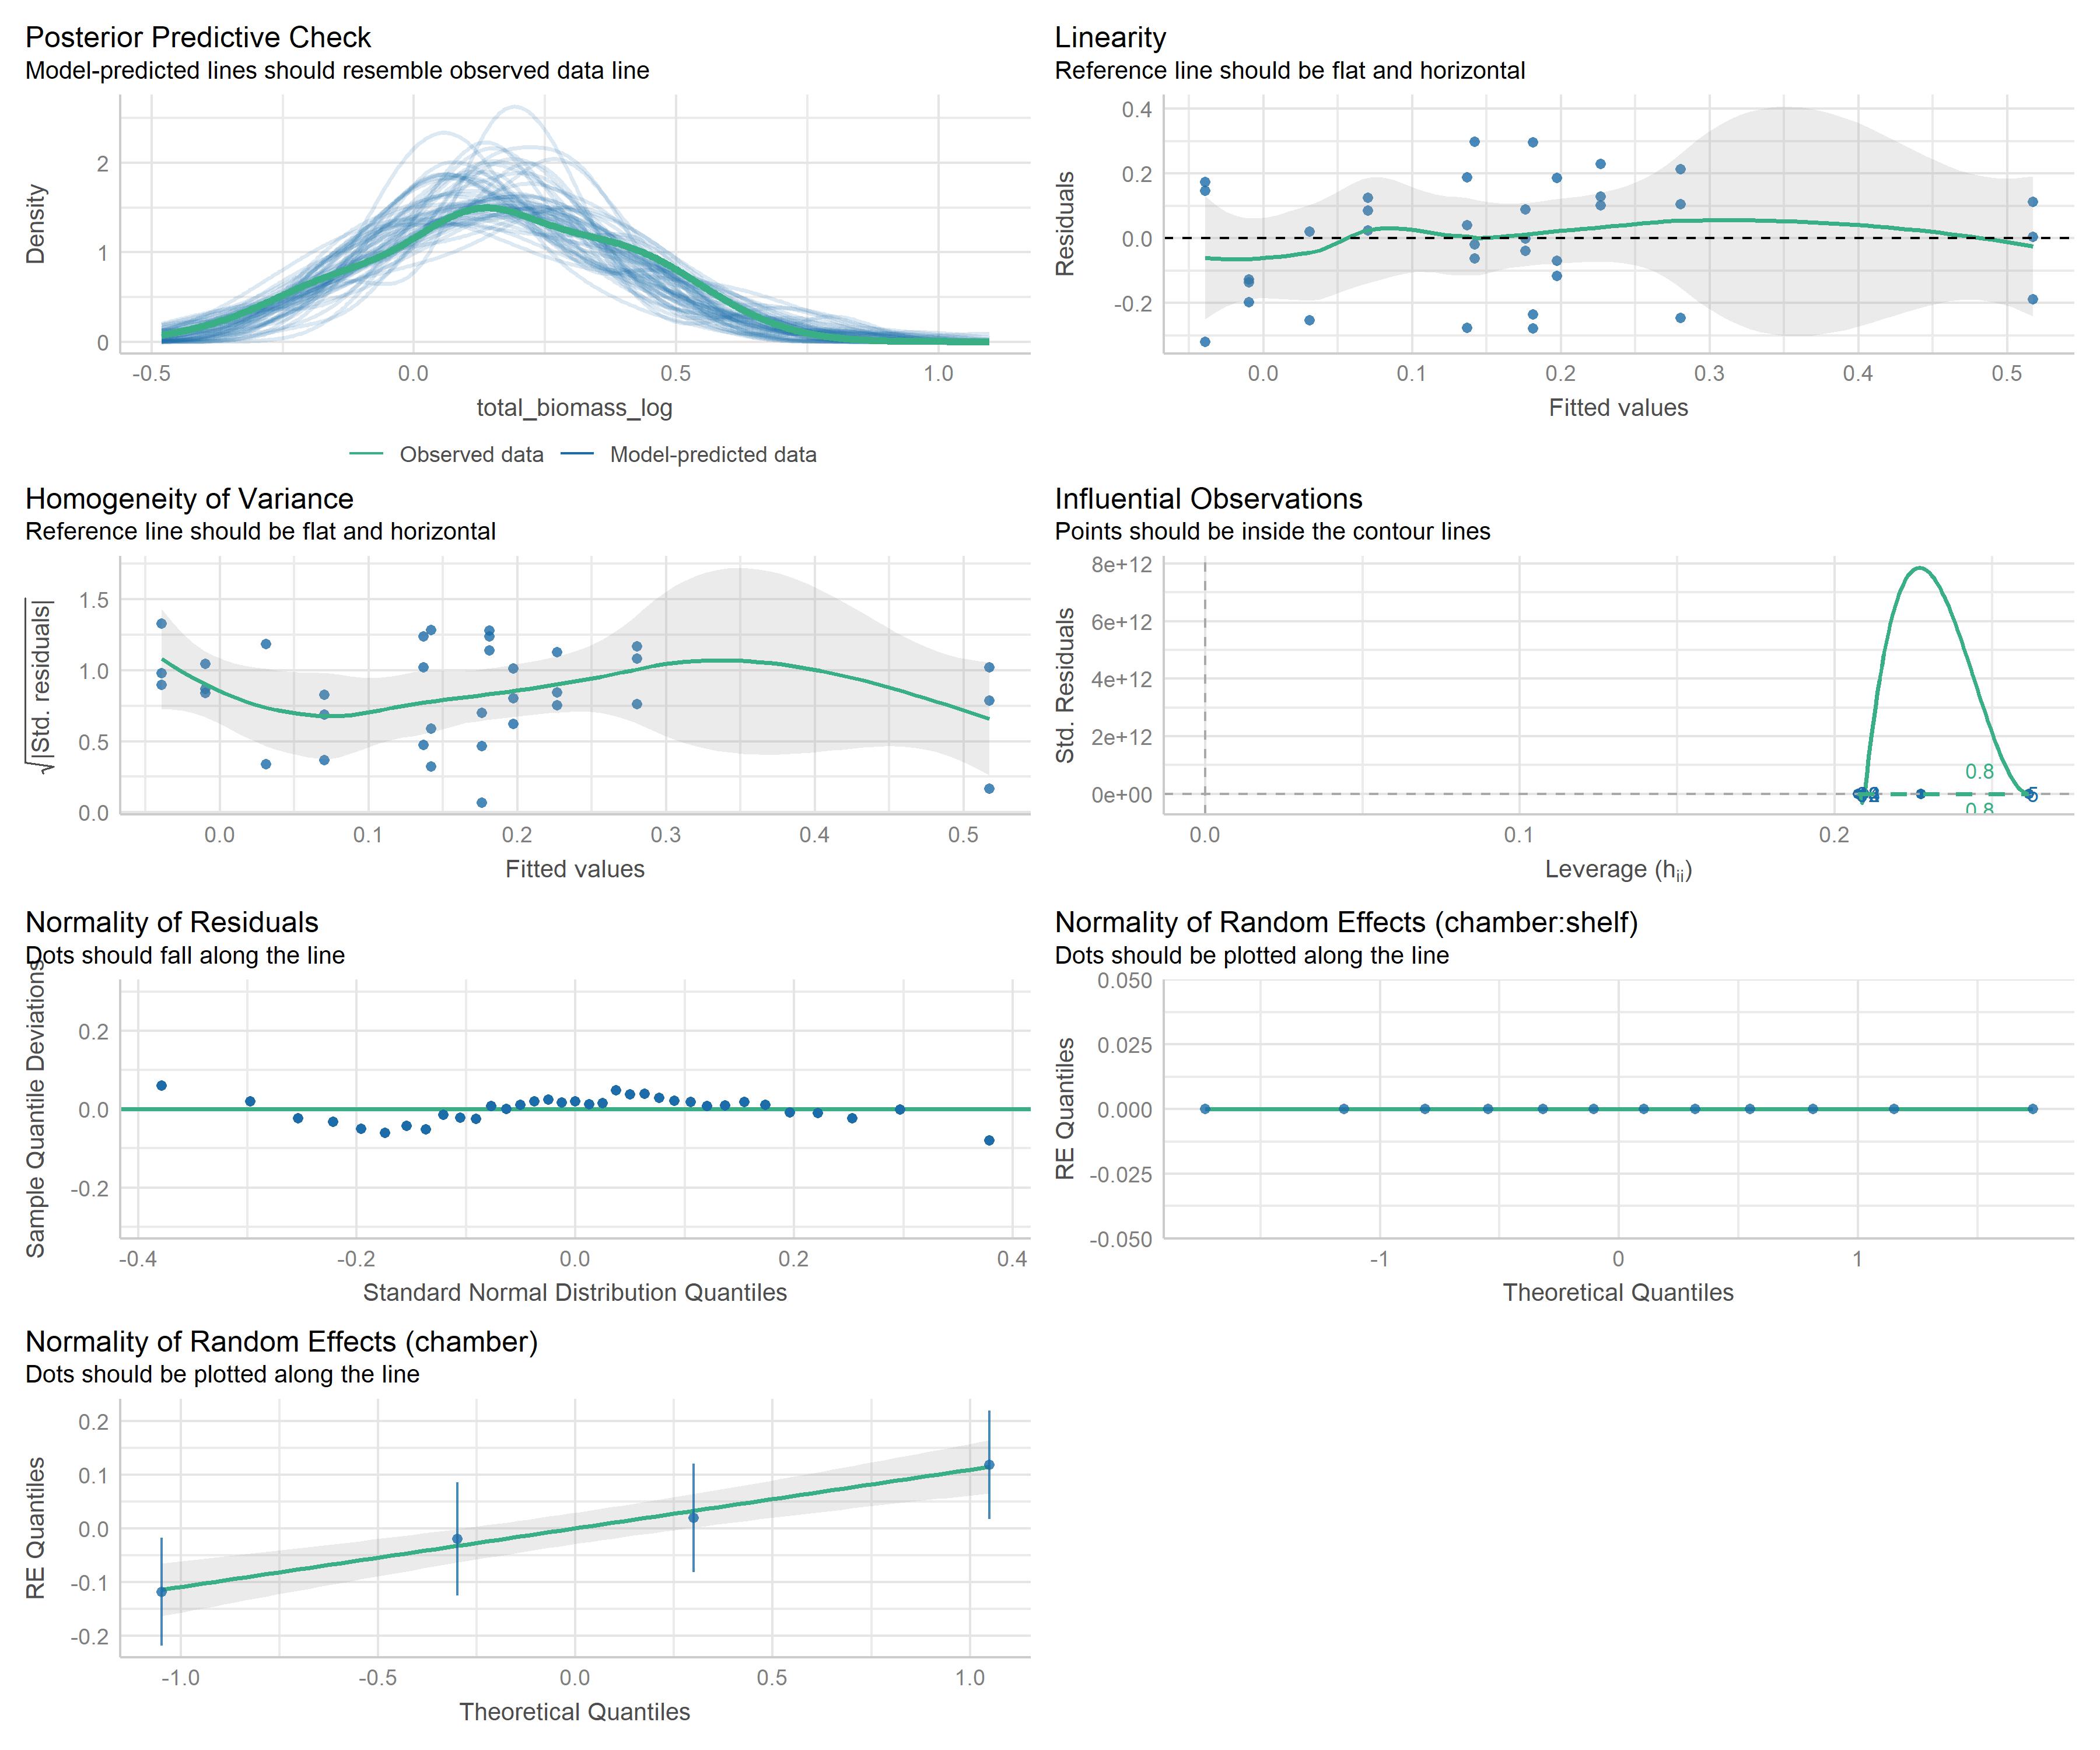 Posterior Predictive Check
Model-predicted lines should resemble observed data line
Density
2
1
0
-0.5 0.0 0.5 1.0
total_biomass_log
Observed data Model-predicted data
Linearity
Reference line should be flat and horizontal
Residuals
0.4
0.2
0.0
-0.2
0.0 0.1 0.2 0.3 0.4 0.5
Fitted values
Homogeneity of Variance
Reference line should be flat and horizontal
√|Std. residuals|
1.5
1.0
0.5
0.0
0.0 0.1 0.2 0.3 0.4 0.5
Fitted values
Influential Observations
Points should be inside the contour lines
Std. Residuals
8e+12
6e+12
4e+12
2e+12
0e+00
0.8
0.8
5
0.0 0.1 0.2
Leverage (hii)
Normality of Residuals
Dots should fall along the line
Sample Quantile Deviations
0.2
0.0
-0.2
-0.4 -0.2 0.0 0.2 0.4
Standard Normal Distribution Quantiles
Normality of Random Effects (chamber:shelf)
Dots should be plotted along the line
RE Quantiles
0.050
0.025
0.000
-0.025
-0.050
-1 0 1
Theoretical Quantiles
Normality of Random Effects (chamber)
Dots should be plotted along the line
RE Quantiles
0.2
0.1
0.0
-0.1
-0.2
-1.0 -0.5 0.0 0.5 1.0
Theoretical Quantiles